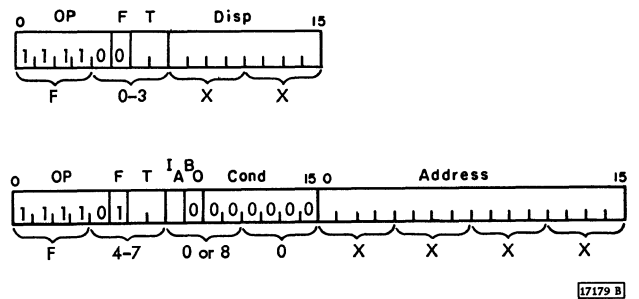 0 OP F T Disp 15
1 1 1 1 0 0
F 0-3 X X
I B
0 OP F T A O Cond 15 0 Address 15
1 1 1 1 0 1 0 0 0 0 0 0 0
F 4-7 0 or 8 0 X X X X
17179 B